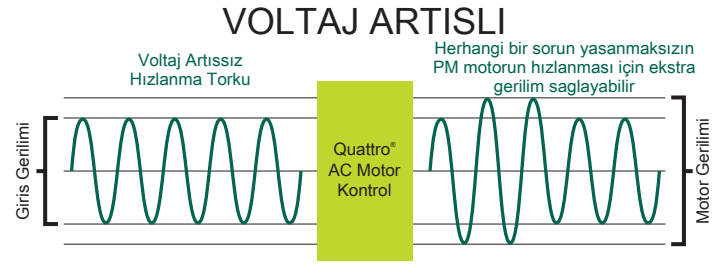 VOLTAJ ARTISLI
Voltaj Artıssız
Hızlanma Torku
Herhangi bir sorun yasanmaksızın
PM motorun hızlanması için ekstra
gerilim saglayabilir
Giris Gerilimi
Quattro®
AC Motor
Kontrol
Motor Gerilimi